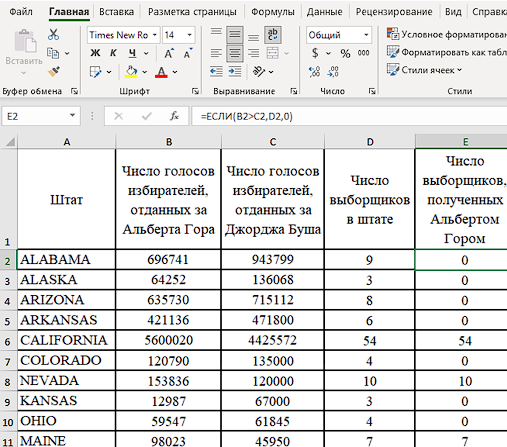 Файл Главная Вставка Разметка страницы Формулы Данные Рецензирование Вид Справка
Вставить
Times New Ro 14
Ж К Ч
ab
Общий
% 000
Условное форматирован
Форматировать как табл
Стили ячеек
Буфер обмена Шрифт Выравнивание Число Стили
E2 fx =ЕСЛИ(B2>C2,D2,0)
A B C D E
1
Штат
Число голосов
избирателей,
отданных за
Альберта Гора
Число голосов
избирателей,
отданных за
Джорджа Буша
Число
выборщиков
в штате
Число
выборщиков,
полученных
Альбертом
Гором
2 ALABAMA 696741 943799 9 0
3 ALASKA 64252 136068 3 0
4 ARIZONA 635730 715112 8 0
5 ARKANSAS 421136 471800 6 0
6 CALIFORNIA 5600020 4425572 54 54
7 COLORADO 120790 135000 4 0
8 NEVADA 153836 120000 10 10
9 KANSAS 12987 67000 3 0
10 OHIO 59547 61845 4 0
11 MAINE 98023 45950 7 7